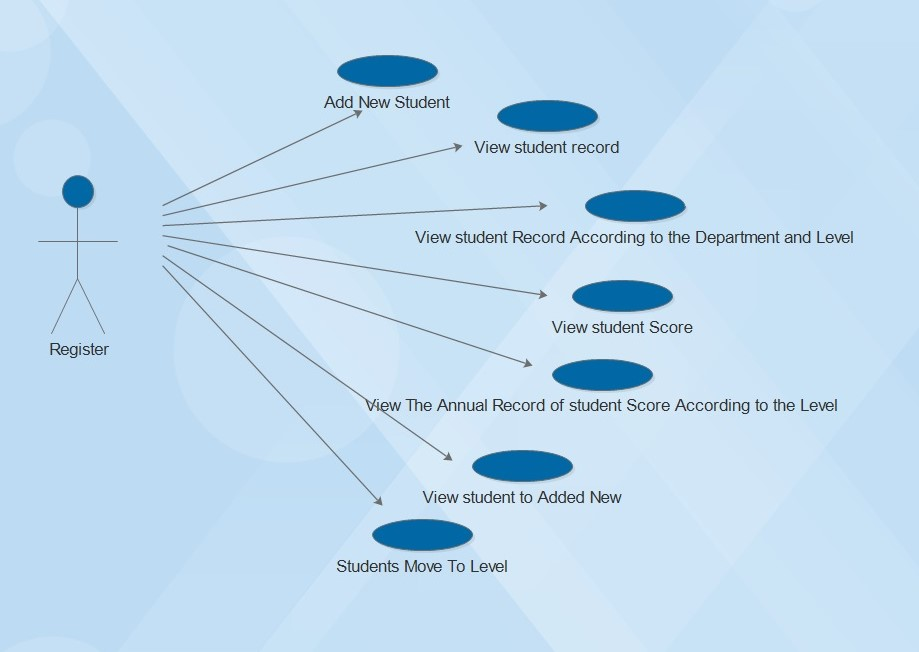 Add New Student
View student record
View student Record According to the Department and Level
View student Score
Register
View The Annual Record of student Score According to the Level
View student to Added New
Students Move To Level